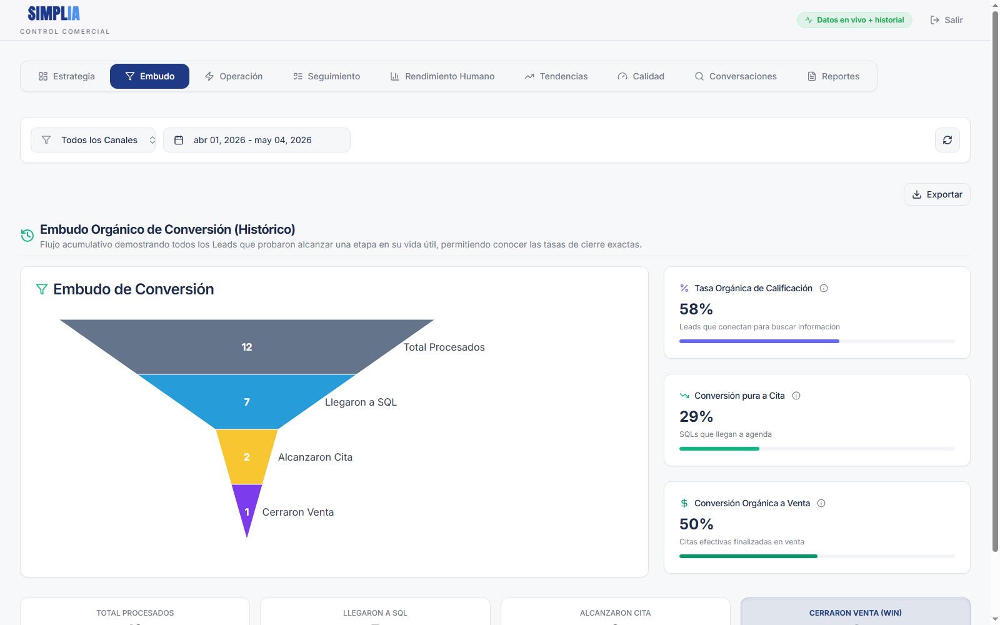 SIMPLIA
CONTROL COMERCIAL
Datos en vivo + historial
Salir
Estrategia
Embudo
Operación
Seguimiento
Rendimiento Humano
Tendencias
Calidad
Conversaciones
Reportes
Todos los Canales
abr 01, 2026 - may 04, 2026
Exportar
Embudo Orgánico de Conversión (Histórico)
Flujo acumulativo demostrando todos los Leads que probaron alcanzar una etapa en su vida útil, permitiendo conocer las tasas de cierre exactas.
Embudo de Conversión
12
Total Procesados
7
Llegaron a SQL
2
Alcanzaron Cita
1
Cerraron Venta
Tasa Orgánica de Calificación
58%
Leads que conectan para buscar información
Conversión pura a Cita
29%
SQLs que llegan a agenda
Conversión Orgánica a Venta
50%
Citas efectivas finalizadas en venta
TOTAL PROCESADOS
LLEGARON A SQL
ALCANZARON CITA
CERRARON VENTA (WIN)